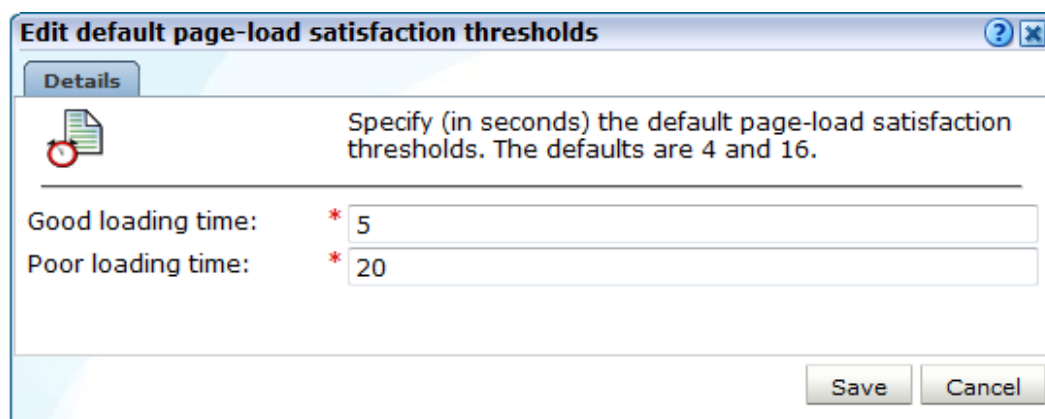 Edit default page-load satisfaction thresholds
?
Details
Specify (in seconds) the default page-load satisfaction
thresholds. The defaults are 4 and 16.
Good loading time: * 5
Poor loading time: * 20
Save Cancel